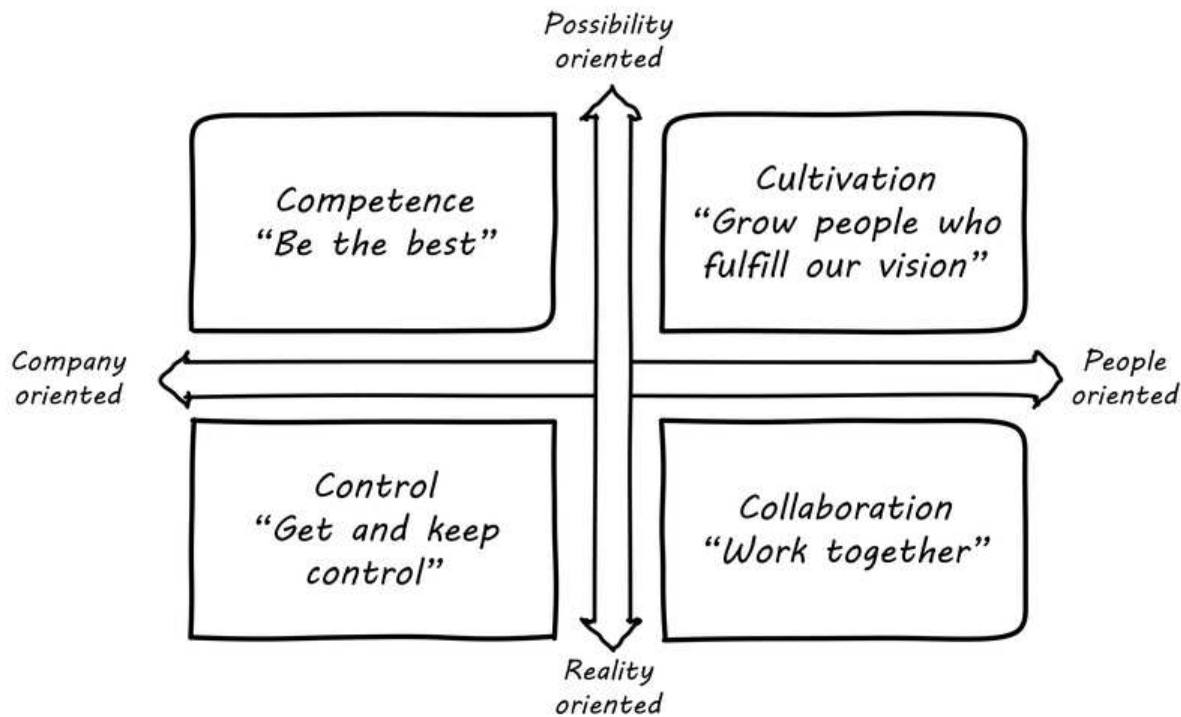 Possibility
oriented
Competence
“Be the best”
Cultivation
“Grow people who
fulfill our vision”
Company
oriented
People
oriented
Control
“Get and keep
control”
Collaboration
“Work together”
Reality
oriented